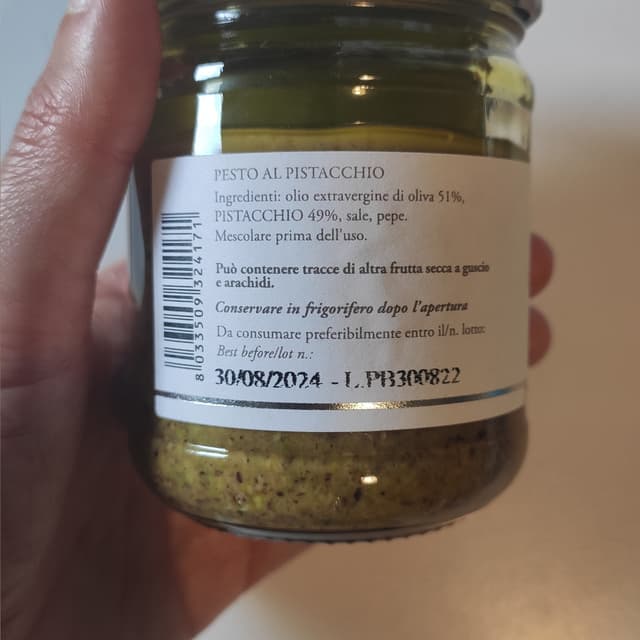 PESTO AL PISTACCHIO
Ingredienti: olio extravergine di oliva 51%,
PISTACCHIO 49%, sale, pepe.
Mescolare prima dell'uso.
Può contenere tracce di altra frutta secca a guscio
e arachidi.
Conservare in frigorifero dopo l'apertura
Da consumare preferibilmente entro il/n. lotto:
Best before/lot n.:
30/08/2024 - L.PB300822
8 033509 324171